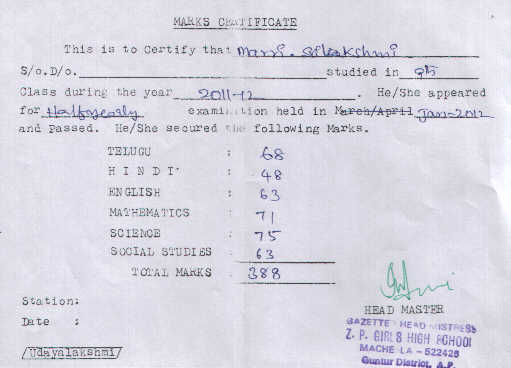 MARKS CERTIFICATE
This is to Certify that Marri. Srilakshmi
S/o.D/o. studied in 9th
Class during the year 2011-12 . He/She appeared
for Halfyearly examination held in March/April Jan-2012
and Passed. He/She secured the following Marks.
TELUGU : 68
HINDI : 48
ENGLISH : 63
MATHEMATICS : 71
SCIENCE : 75
SOCIAL STUDIES : 63
TOTAL MARKS : 388
Station:
Date :
HEAD MASTER
GAZETTED HEAD MISTRESS
Z. P. GIRLS HIGH SCHOOL
MACHERLA - 522426
Guntur District, A.P.
/Udayalakshmi/